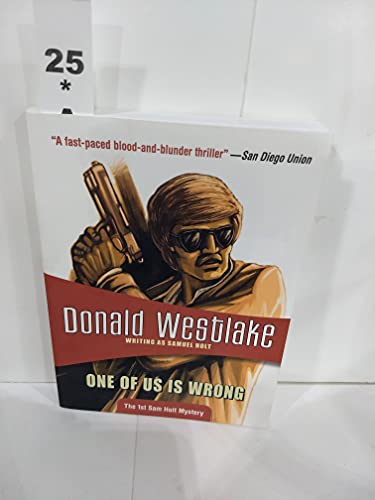 25
*
"A fast-paced blood-and-blunder thriller" —San Diego Union
Donald Westlake
WRITING AS SAMUEL HOLT
ONE OF US IS WRONG
The 1st Sam Holt Mystery